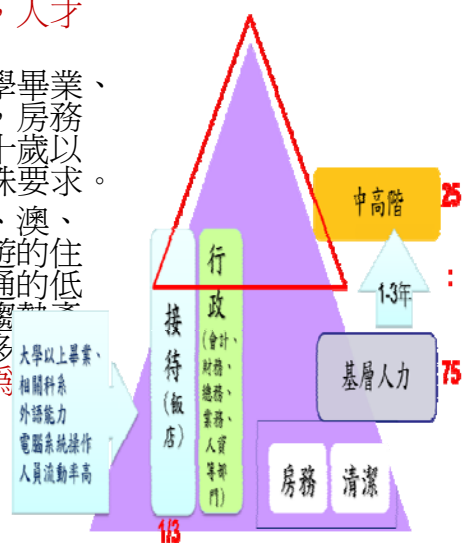 ，人才
學畢業、
，房務
十歲以
殊要求。
、澳、
遊的住
通的低
多
為
中高階
25
:
1-3年
基層人力
75
接待(飯店)
行政(會計、財務、總務、業務、人資等部門)
大學以上畢業、
相關科系
外語能力
電腦系統操作
人員流動率高
房務
清潔
1/3